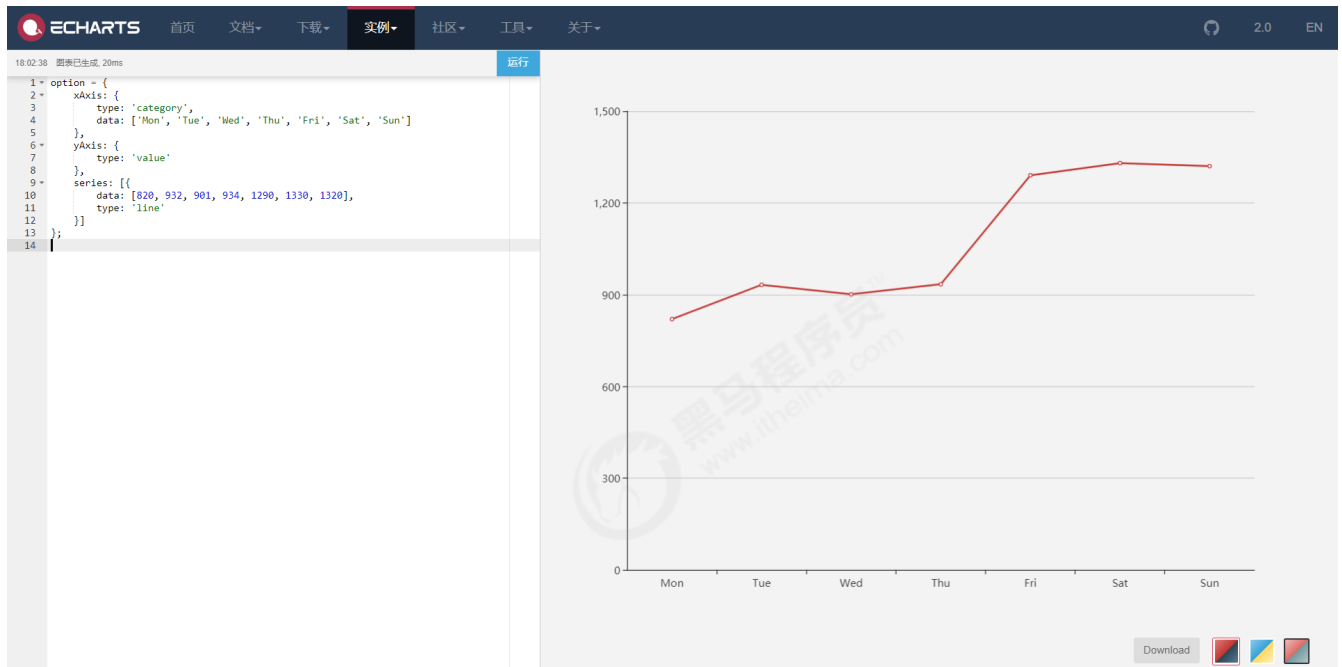 ECHARTS 首页 文档 下载 实例 社区 工具 关于 2.0 EN
18:02:38 图表已生成, 20ms 运行
1 option = {
2 xAxis: {
3 type: 'category',
4 data: ['Mon', 'Tue', 'Wed', 'Thu', 'Fri', 'Sat', 'Sun']
5 },
6 yAxis: {
7 type: 'value'
8 },
9 series: [{
10 data: [820, 932, 901, 934, 1290, 1330, 1320],
11 type: 'line'
12 }]
13 };
14
1,500
1,200
900
600
300
0
Mon Tue Wed Thu Fri Sat Sun
黑马程序员
www.itheima.com
Download